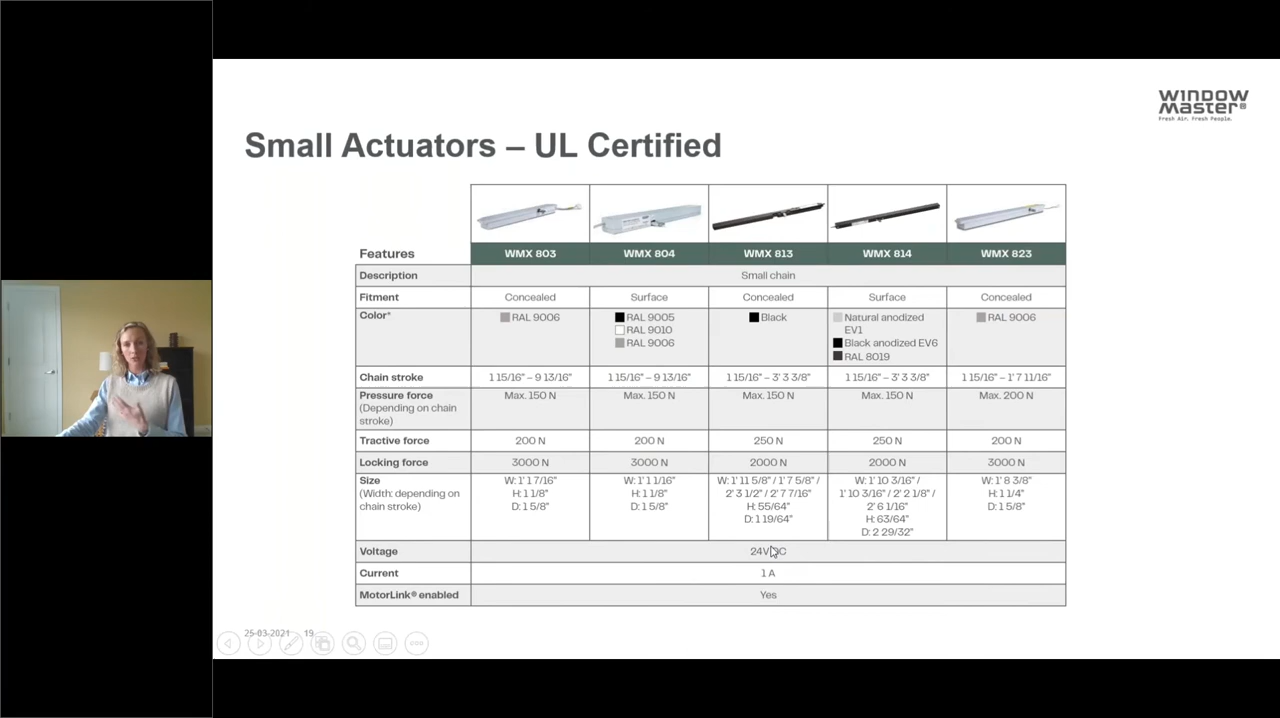 WINDOW
MASTER®
Fresh Air. Fresh People.
Small Actuators – UL Certified
Features WMX 803 WMX 804 WMX 813 WMX 814 WMX 823
Description Small chain
Fitment Concealed Surface Concealed Surface Concealed
Color* RAL 9006 RAL 9005 Black Natural anodized RAL 9006
RAL 9010 EV1
RAL 9006 Black anodized EV6
RAL 8019
Chain stroke 1 15/16" – 9 13/16" 1 15/16" – 9 13/16" 1 15/16" – 3' 3 3/8" 1 15/16" – 3' 3 3/8" 1 15/16" – 1' 7 11/16"
Pressure force Max. 150 N Max. 150 N Max. 150 N Max. 150 N Max. 200 N
(Depending on chain
stroke)
Tractive force 200 N 200 N 250 N 250 N 200 N
Locking force 3000 N 3000 N 2000 N 2000 N 3000 N
Size W: 1' 1 7/16" W: 1' 1 1/16" W: 1' 11 5/8" / 1' 7 5/8" / W: 1' 10 3/16" / W: 1' 8 3/8"
(Width: depending on H: 1 1/8" H: 1 1/8" 2' 3 1/2" / 2' 7 7/16" 1' 10 3/16" / 2' 2 1/8" / H: 1 1/4"
chain stroke) D: 1 5/8" D: 1 5/8" H: 55/64" 2' 6 1/16" D: 1 5/8"
D: 1 19/64" H: 63/64"
D: 2 29/32"
Voltage 24VDC
Current 1 A
MotorLink® enabled Yes
25-03-2021 19